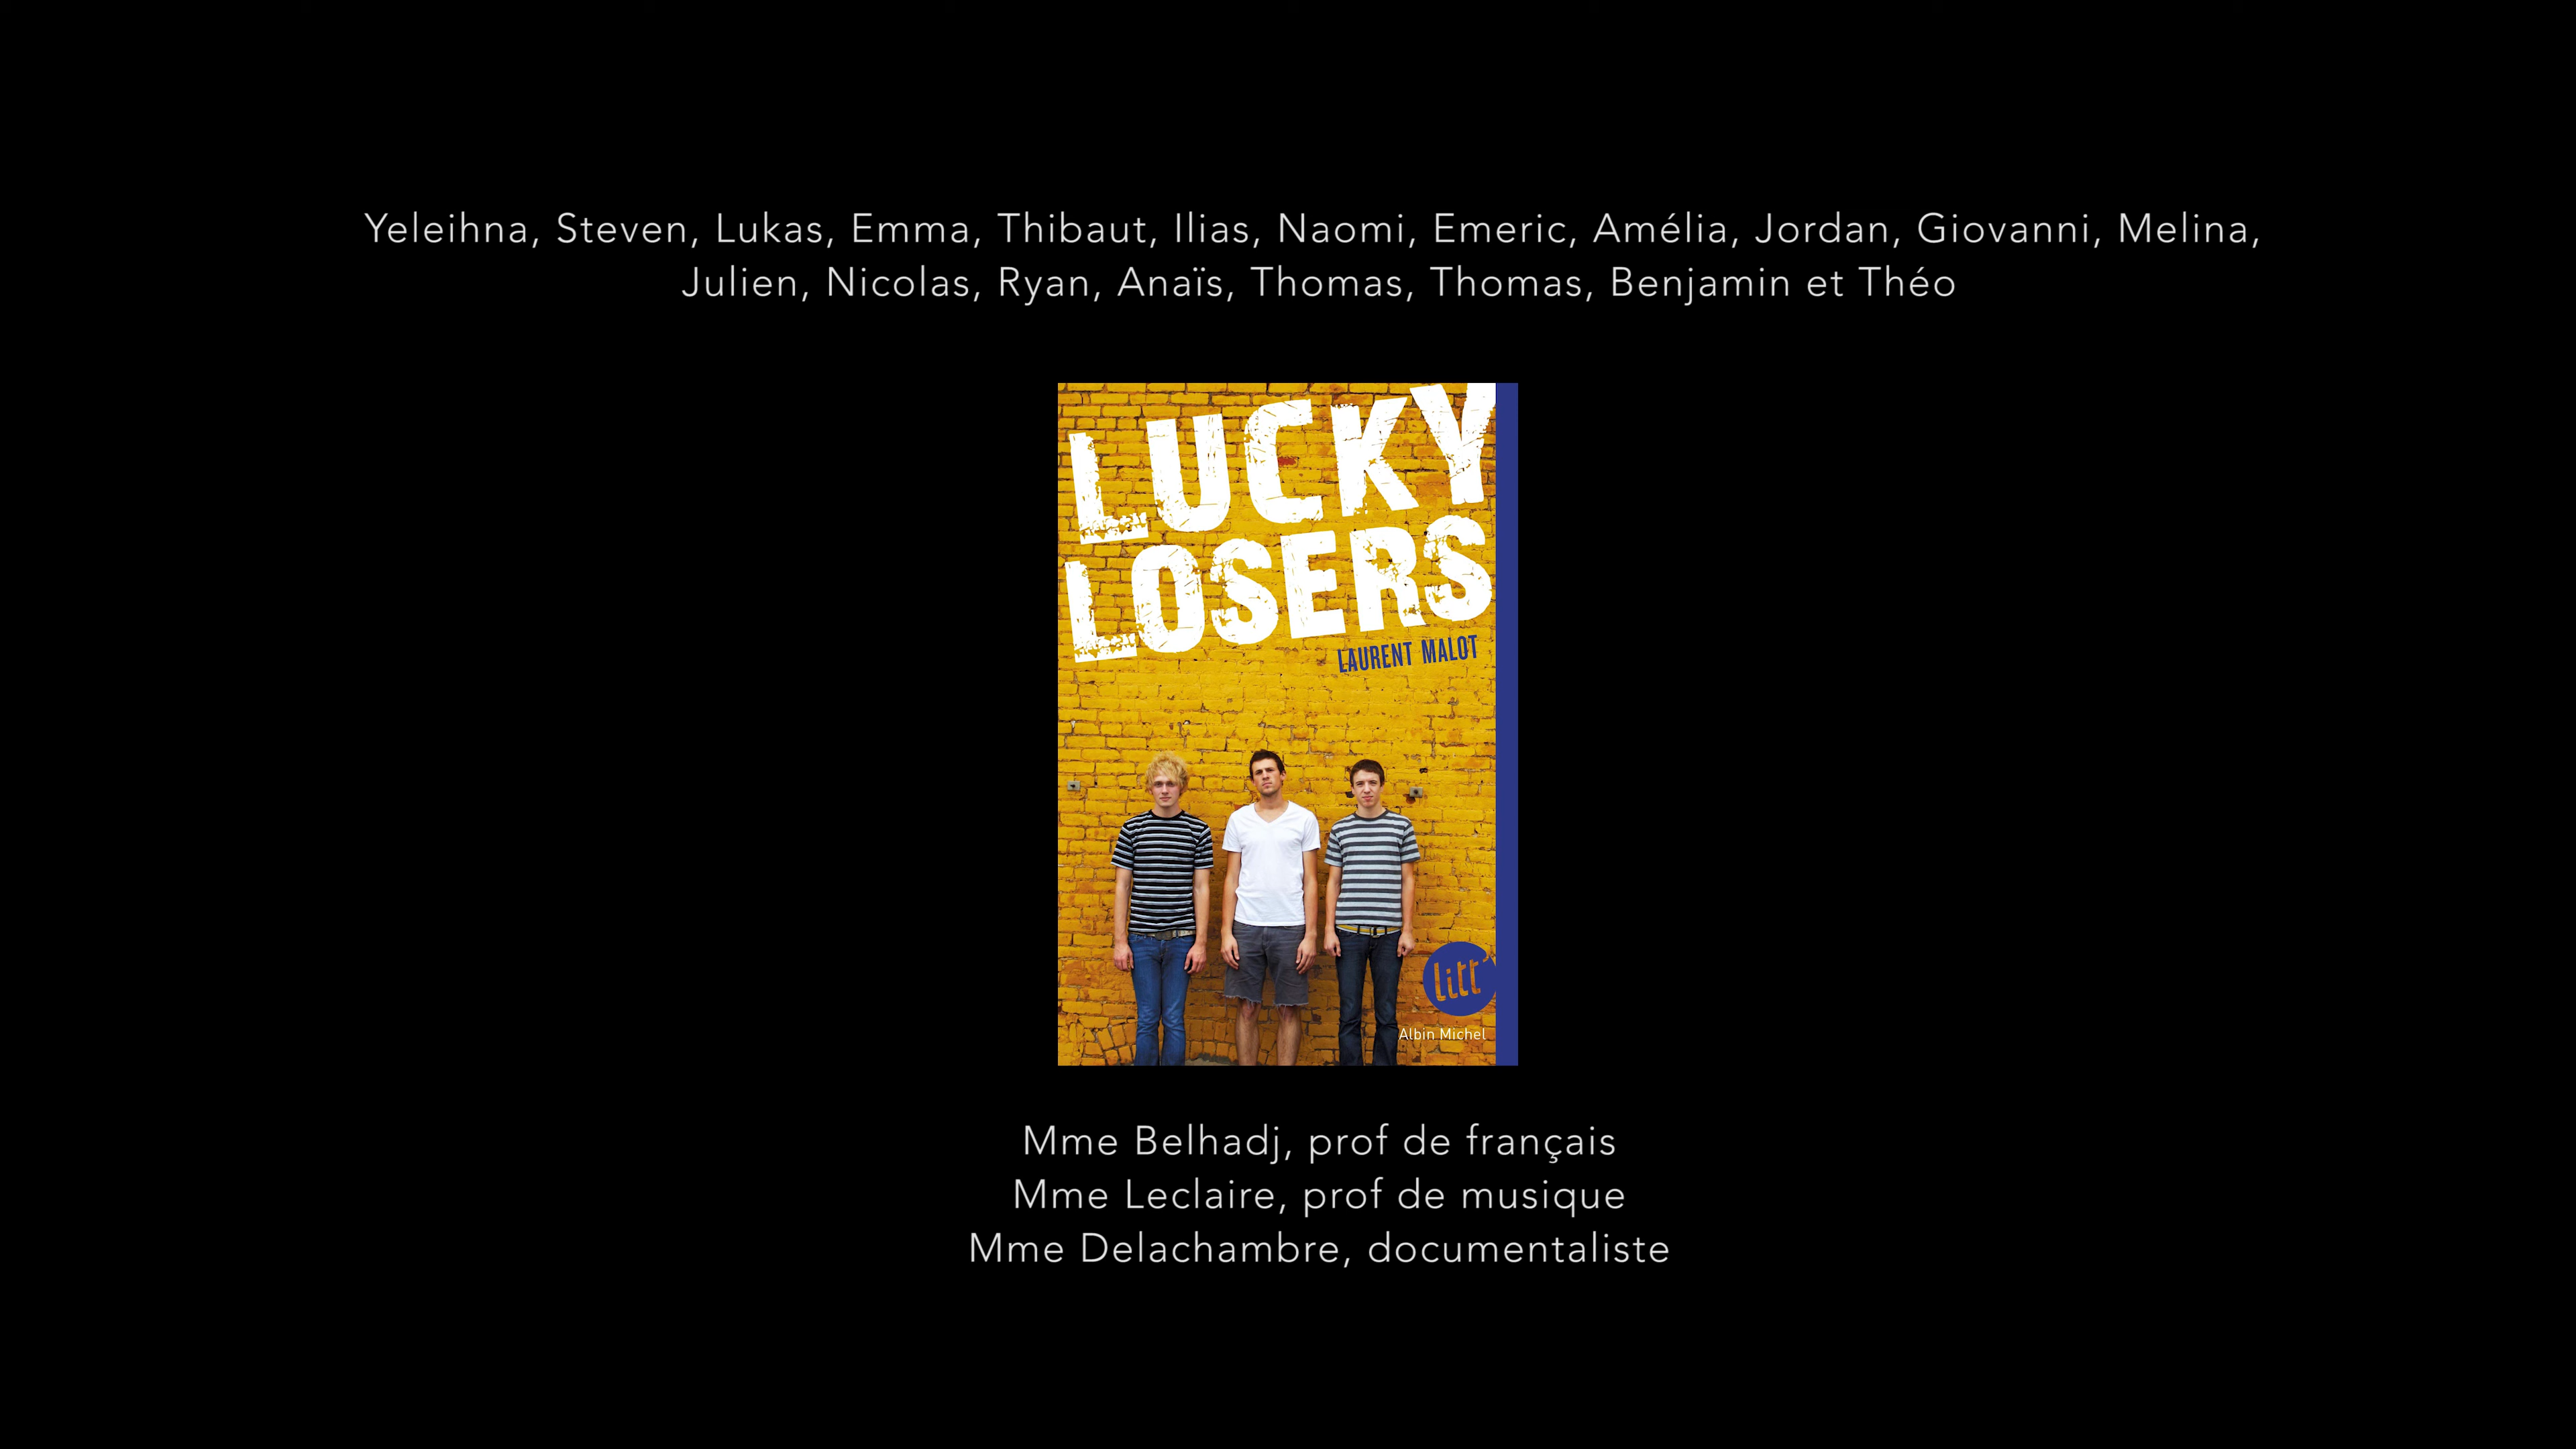 Yeleihna, Steven, Lukas, Emma, Thibaut, Ilias, Naomi, Emeric, Amélia, Jordan, Giovanni, Melina,
Julien, Nicolas, Ryan, Anaïs, Thomas, Thomas, Benjamin et Théo
LUCKY
LOSERS
LAURENT MALOT
litt'
Albin Michel
Mme Belhadj, prof de français
Mme Leclaire, prof de musique
Mme Delachambre, documentaliste